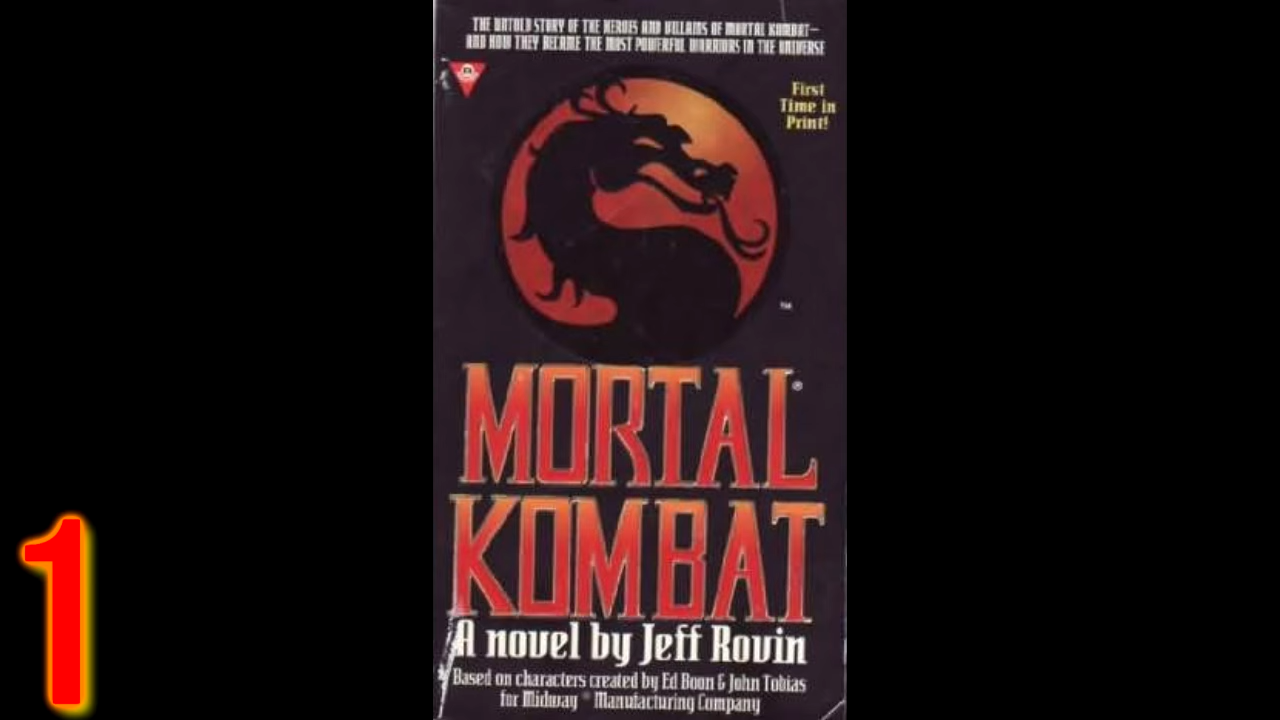 THE UNTOLD STORY OF THE HEROES AND VILLAINS OF MORTAL KOMBAT—
AND HOW THEY BECAME THE MOST POWERFUL WARRIORS IN THE UNIVERSE
First
Time in
Print!
TM
MORTAL®
KOMBAT
A novel by Jeff Rovin
Based on characters created by Ed Boon & John Tobias
for Midway® Manufacturing Company
1